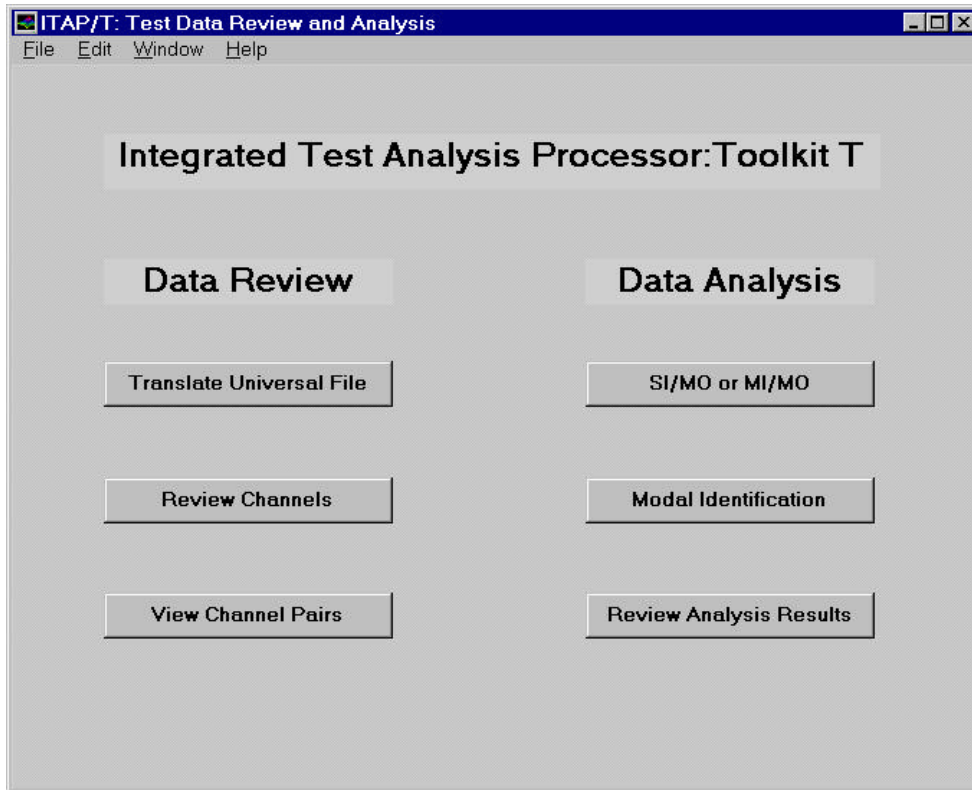 ITAP/T: Test Data Review and Analysis
File Edit Window Help
Integrated Test Analysis Processor:Toolkit T
Data Review
Data Analysis
Translate Universal File
SI/MO or MI/MO
Review Channels
Modal Identification
View Channel Pairs
Review Analysis Results